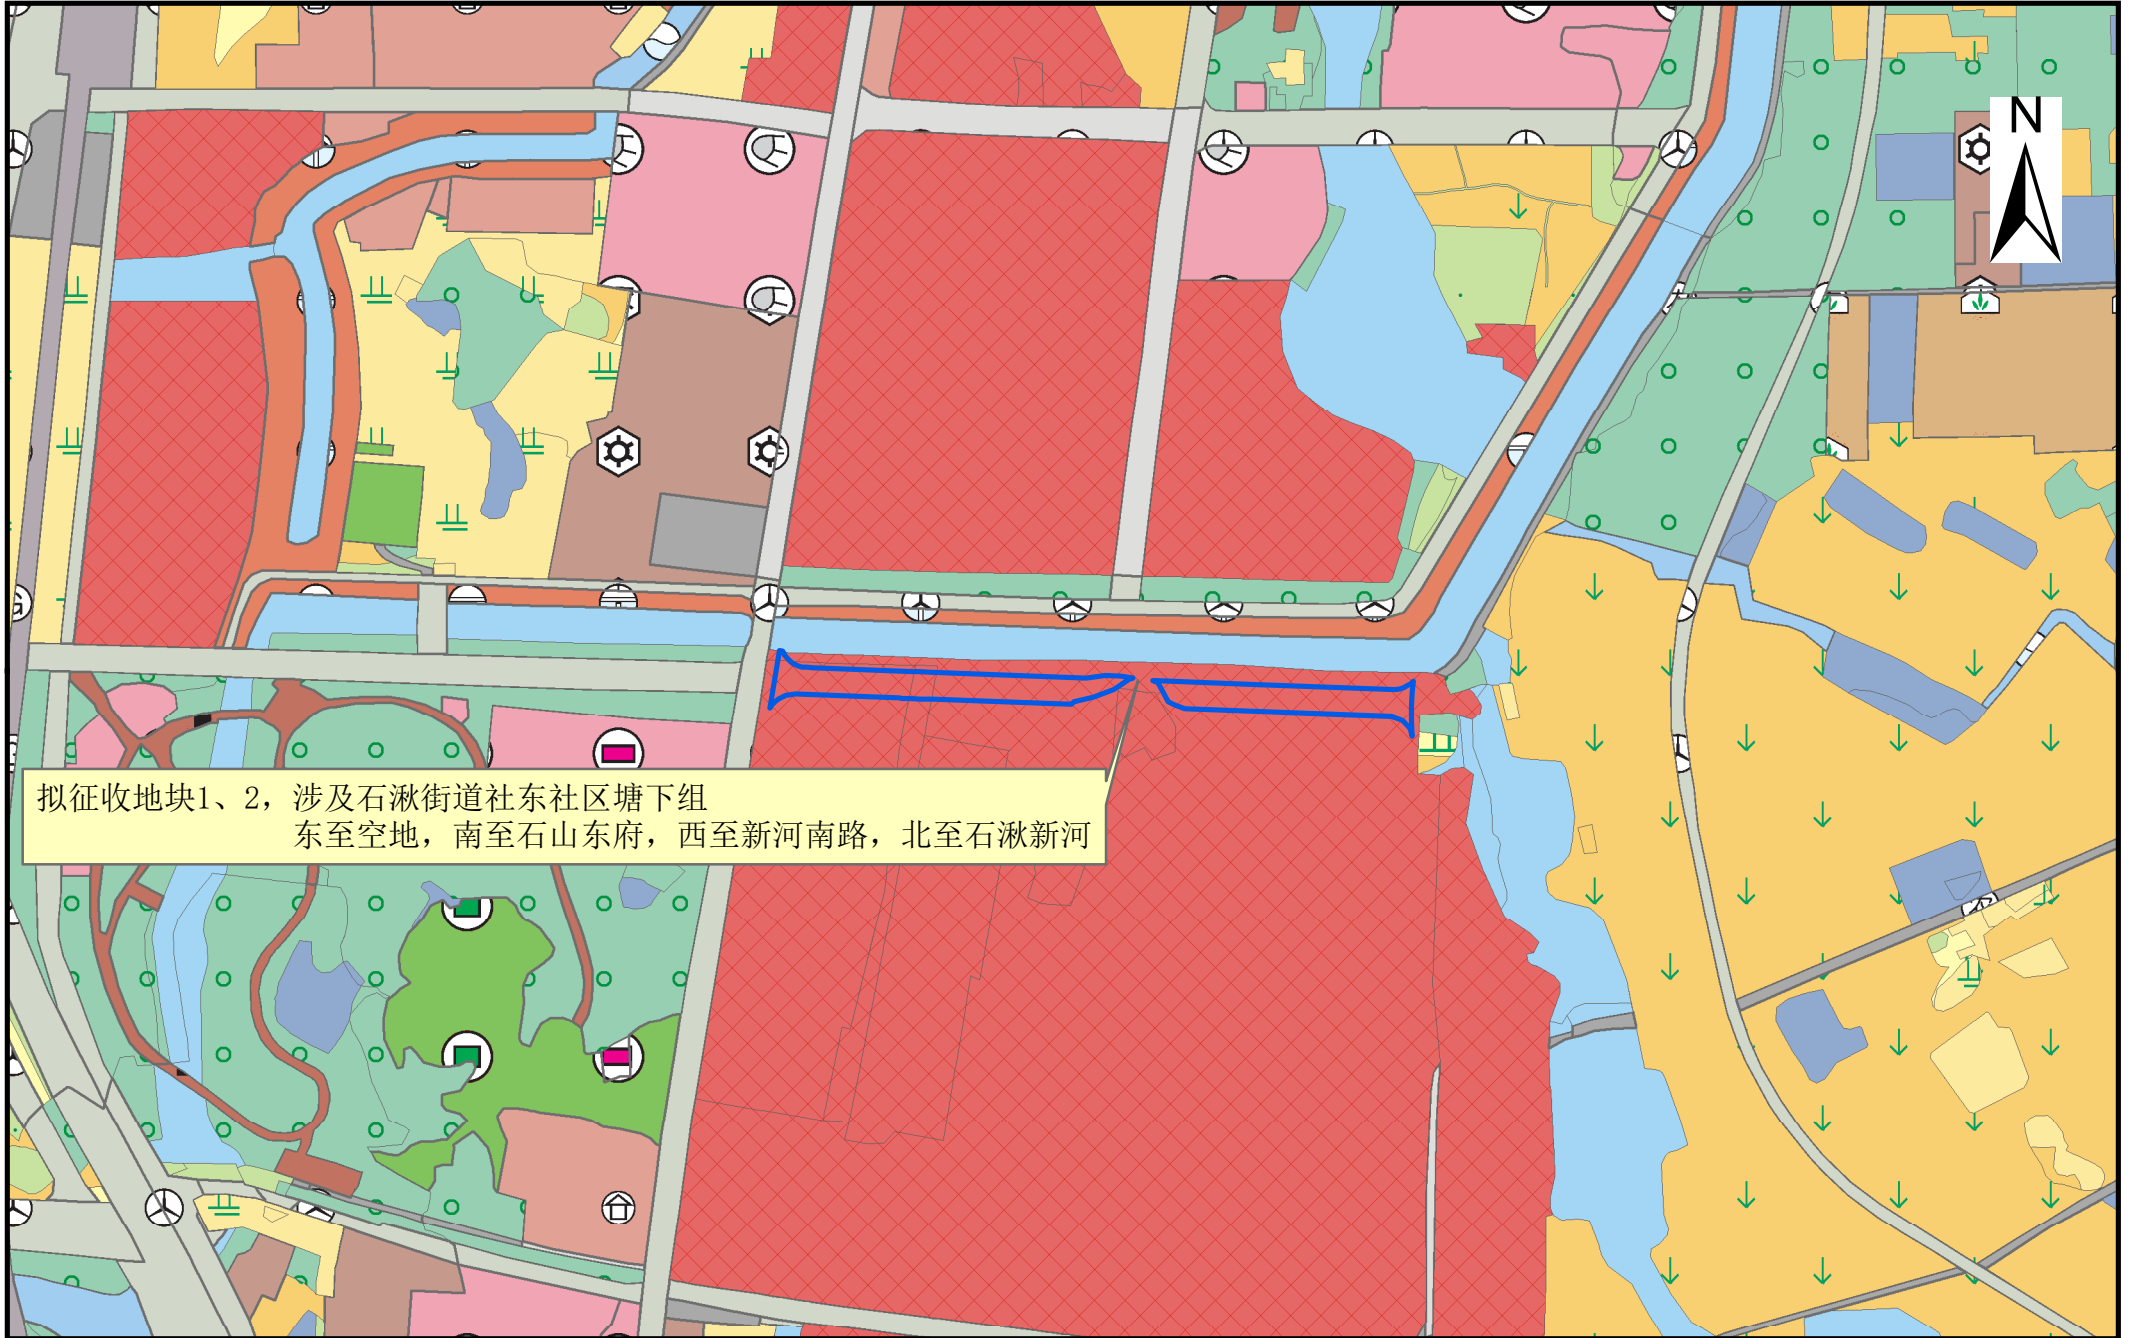 N
拟征收地块1、2，涉及石湫街道社东社区塘下组
东至空地，南至石山东府，西至新河南路，北至石湫新河